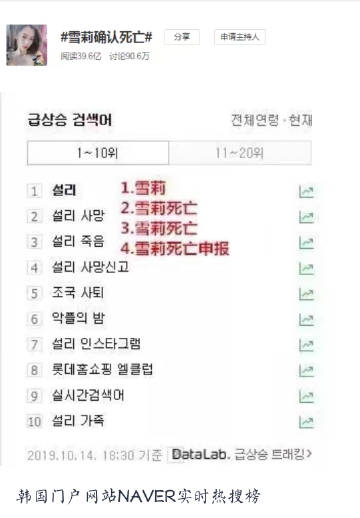 #雪莉确认死亡#
分享
申请主持人
阅读39.6亿 讨论90.6万
급상승 검색어
전체연령 · 현재
1~10위
11~20위
1 설리 1.雪莉
2 설리 사망 2.雪莉死亡
3 설리 죽음 3.雪莉死亡
4 설리 사망신고 4.雪莉死亡申报
5 조국 사퇴
6 악플의 밤
7 설리 인스타그램
8 롯데홈쇼핑 엘클럽
9 실시간검색어
10 설리 가족
2019.10.14. 18:30 기준 DataLab. 급상승 트래킹>
韩国门户网站NAVER实时热搜榜